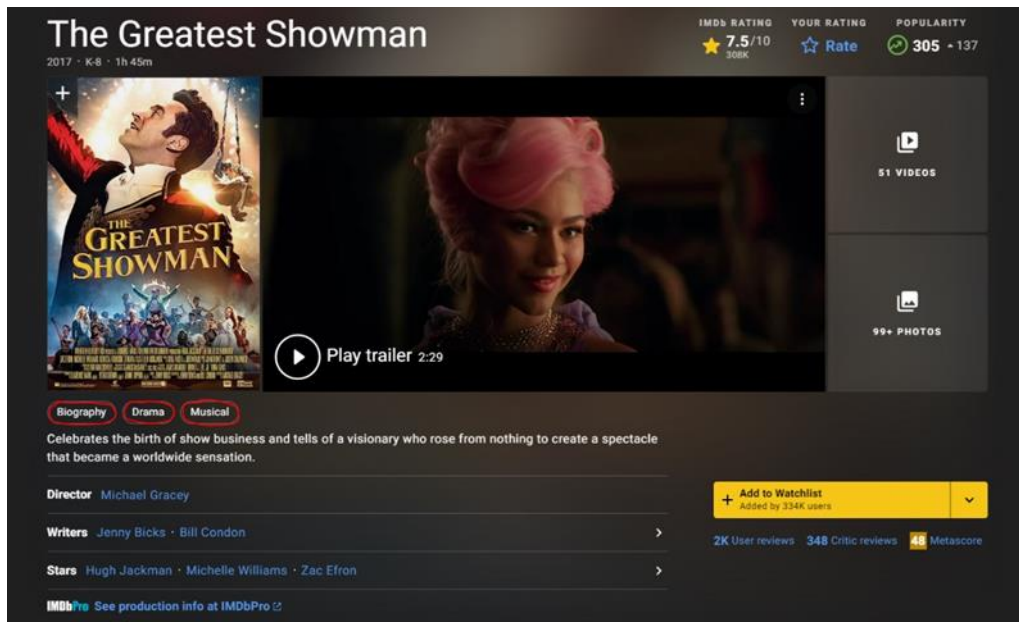 The Greatest Showman
2017 · K-8 · 1h 45m
IMDb RATING
7.5/10
308K
YOUR RATING
Rate
POPULARITY
305 137
THE
GREATEST
SHOWMAN
Play trailer 2:29
51 VIDEOS
99+ PHOTOS
Biography Drama Musical
Celebrates the birth of show business and tells of a visionary who rose from nothing to create a spectacle
that became a worldwide sensation.
Director Michael Gracey
Writers Jenny Bicks · Bill Condon
Stars Hugh Jackman · Michelle Williams · Zac Efron
IMDbPro See production info at IMDbPro
Add to Watchlist
Added by 334K users
2K User reviews 348 Critic reviews 48 Metascore